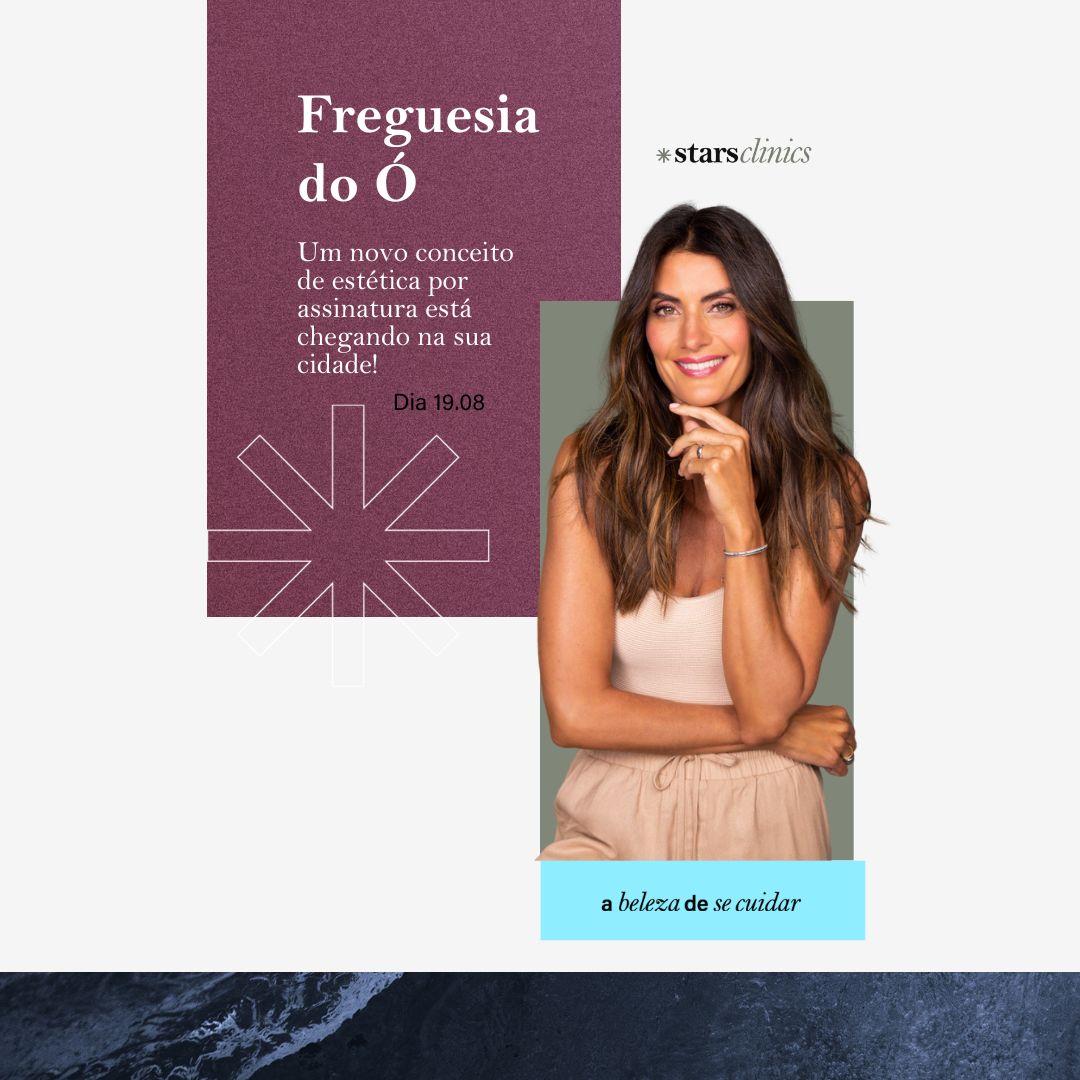 Freguesia
do Ó
Um novo conceito
de estética por
assinatura está
chegando na sua
cidade!
Dia 19.08
starsclinics
a beleza de se cuidar